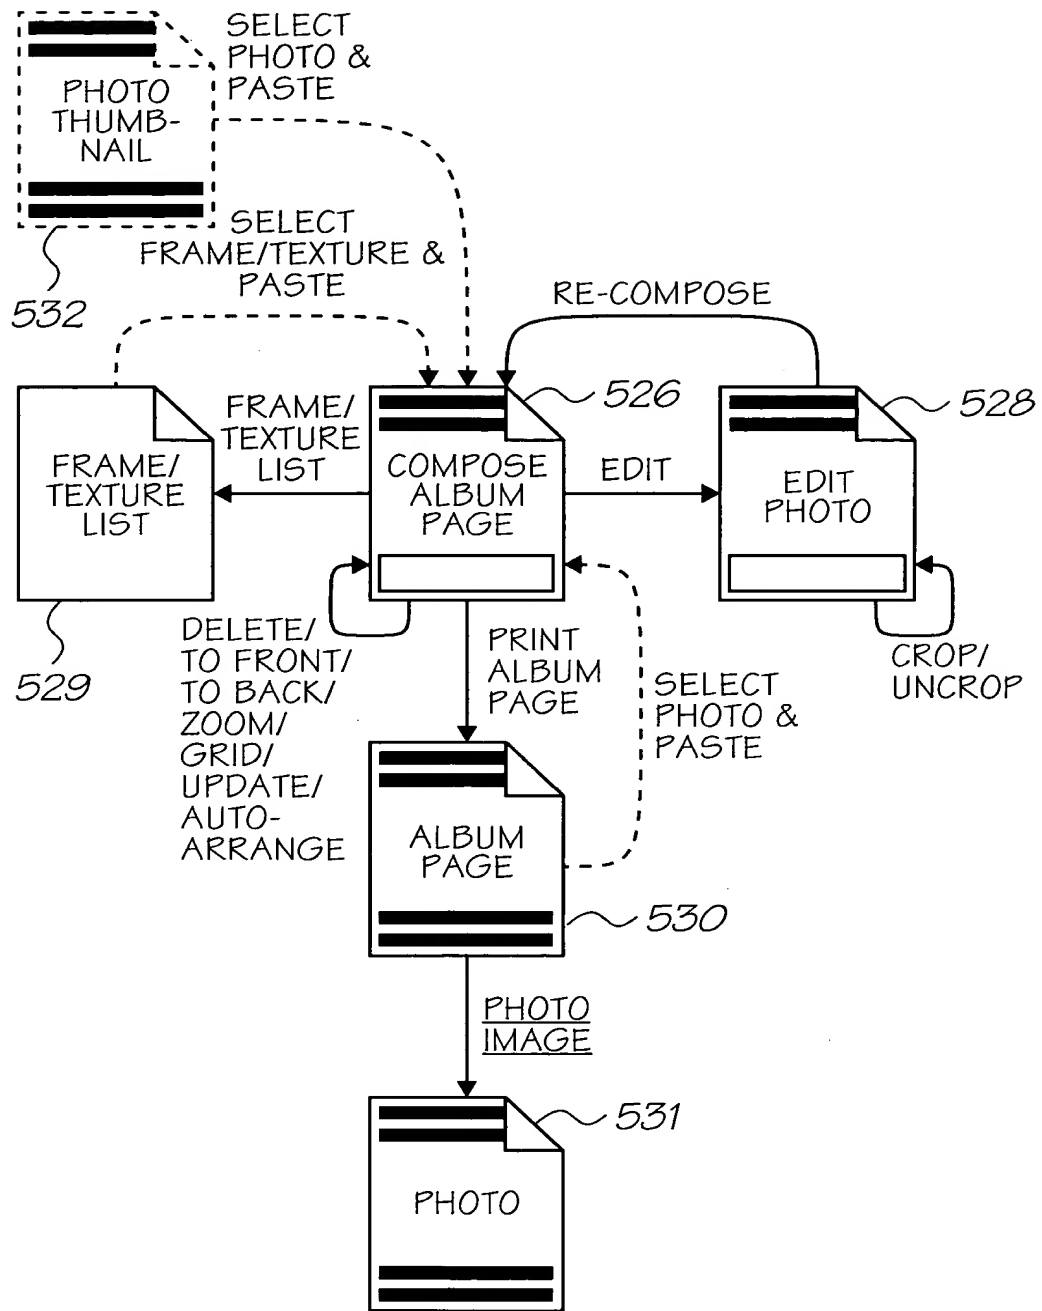 SELECT
PHOTO &
PASTE
PHOTO
THUMB-
NAIL
532
SELECT
FRAME/TEXTURE &
PASTE
RE-COMPOSE
526
528
FRAME/
TEXTURE
LIST
FRAME/
TEXTURE
LIST
COMPOSE
ALBUM
PAGE
EDIT
EDIT
PHOTO
529
DELETE/
TO FRONT/
TO BACK/
ZOOM/
GRID/
UPDATE/
AUTO-
ARRANGE
PRINT
ALBUM
PAGE
SELECT
PHOTO &
PASTE
CROP/
UNCROP
ALBUM
PAGE
530
PHOTO
IMAGE
531
PHOTO